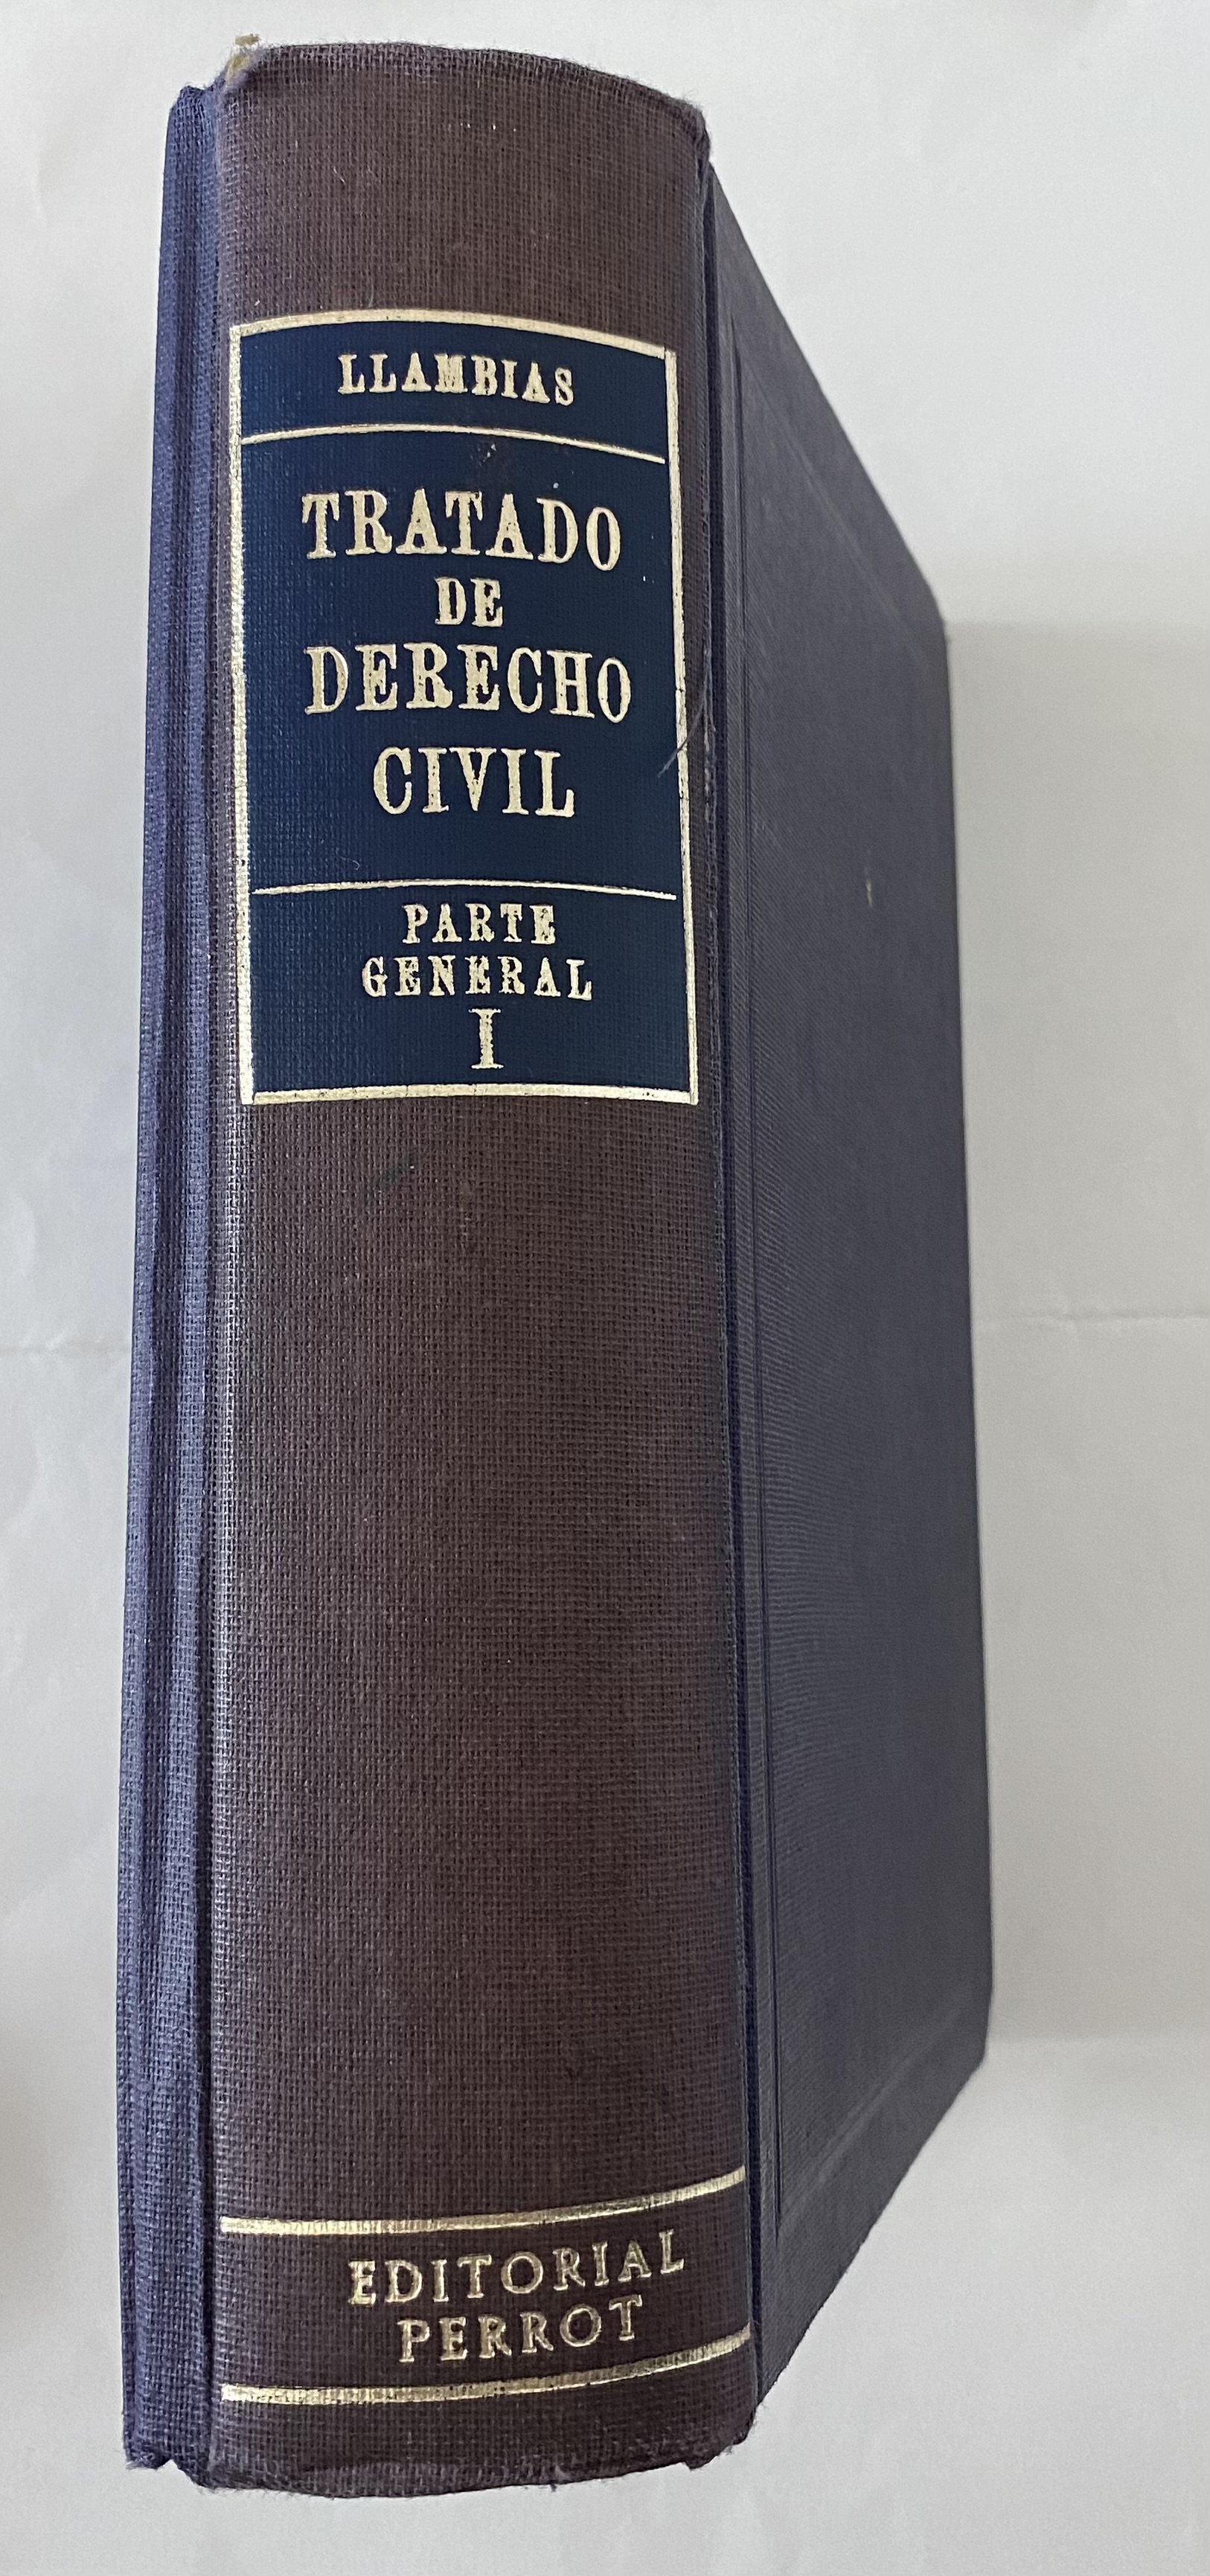 LLAMBIAS
TRATADO
DE
DERECHO
CIVIL
PARTE
GENERAL
I
EDITORIAL
PERROT